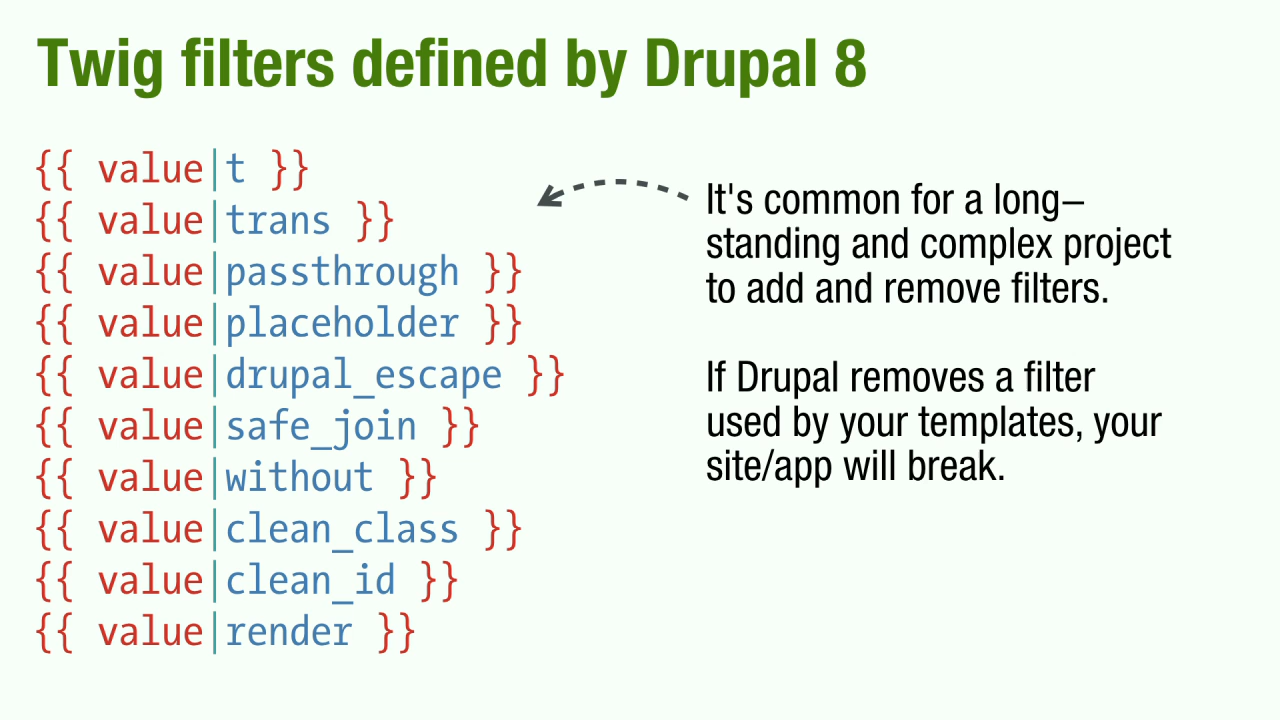 Twig filters defined by Drupal 8
{{ value|t }}
{{ value|trans }}
{{ value|passthrough }}
{{ value|placeholder }}
{{ value|drupal_escape }}
{{ value|safe_join }}
{{ value|without }}
{{ value|clean_class }}
{{ value|clean_id }}
{{ value|render }}
It's common for a long–
standing and complex project
to add and remove filters.
If Drupal removes a filter
used by your templates, your
site/app will break.